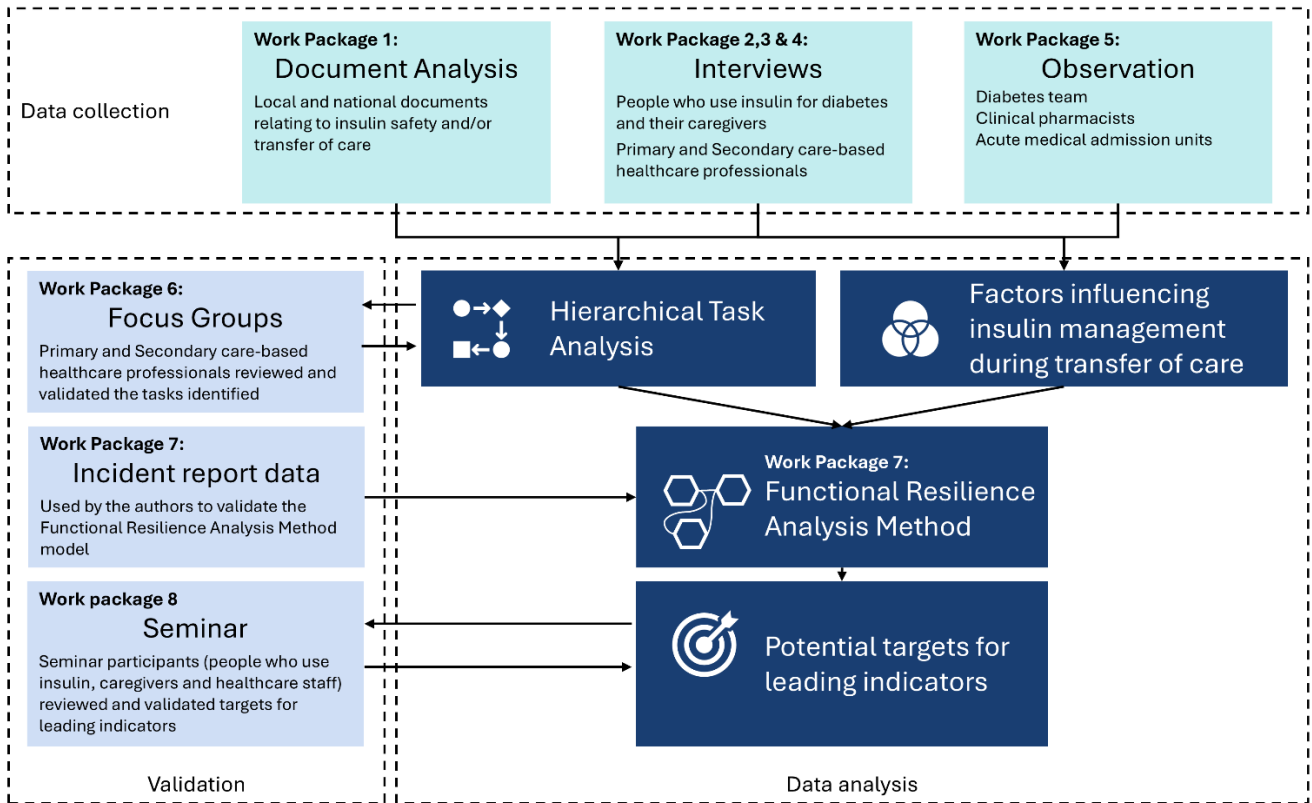 Data collection
Work Package 1:
Document Analysis
Local and national documents
relating to insulin safety and/or
transfer of care
Work Package 2,3 & 4:
Interviews
People who use insulin for diabetes
and their caregivers
Primary and Secondary care-based
healthcare professionals
Work Package 5:
Observation
Diabetes team
Clinical pharmacists
Acute medical admission units
Work Package 6:
Focus Groups
Primary and Secondary care-based
healthcare professionals reviewed and
validated the tasks identified
Hierarchical Task
Analysis
Factors influencing
insulin management
during transfer of care
Work Package 7:
Incident report data
Used by the authors to validate the
Functional Resilience Analysis Method
model
Work Package 7:
Functional Resilience
Analysis Method
Work package 8
Seminar
Seminar participants (people who use
insulin, caregivers and healthcare staff)
reviewed and validated targets for
leading indicators
Potential targets for
leading indicators
Validation
Data analysis